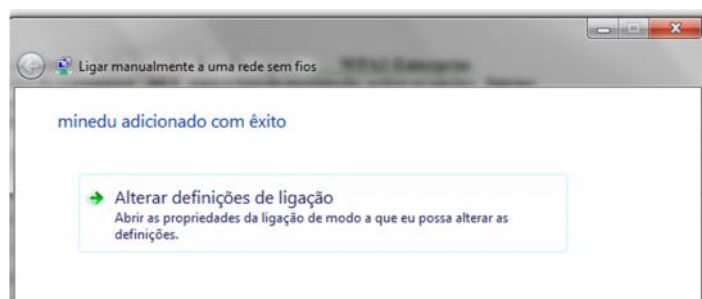 Ligar manualmente a uma rede sem fios
minedu adicionado com êxito
Alterar definições de ligação
Abrir as propriedades da ligação de modo a que eu possa alterar as
definições.